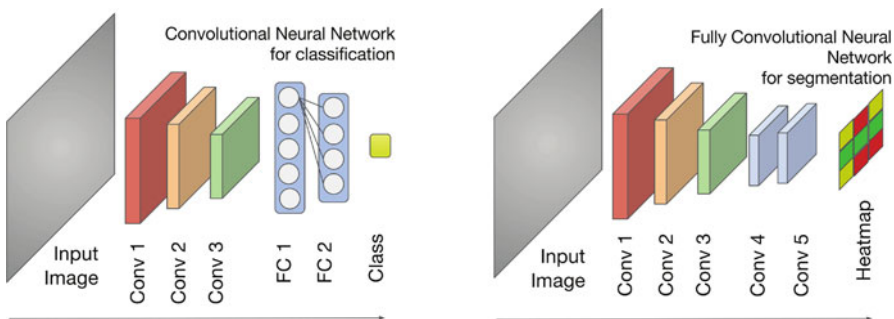 Convolutional Neural Network
for classification
Input
Image
Conv 1
Conv 2
Conv 3
FC 1
FC 2
Class
Fully Convolutional Neural
Network
for segmentation
Input
Image
Conv 1
Conv 2
Conv 3
Conv 4
Conv 5
Heatmap